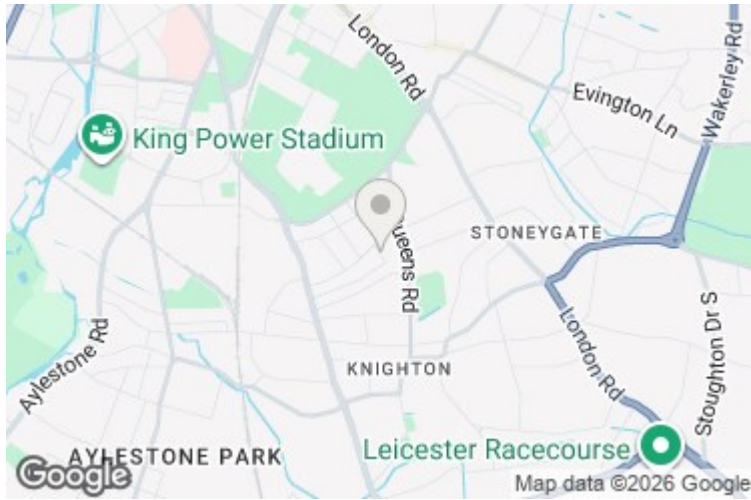 London Rd
Wakerley Rd
Evington Ln
King Power Stadium
Queens Rd
STONEYGATE
London Rd
Stoughton Dr S
Aylestone Rd
KNIGHTON
AYLESTONE PARK
Leicester Racecourse
Google
Map data ©2026 Google